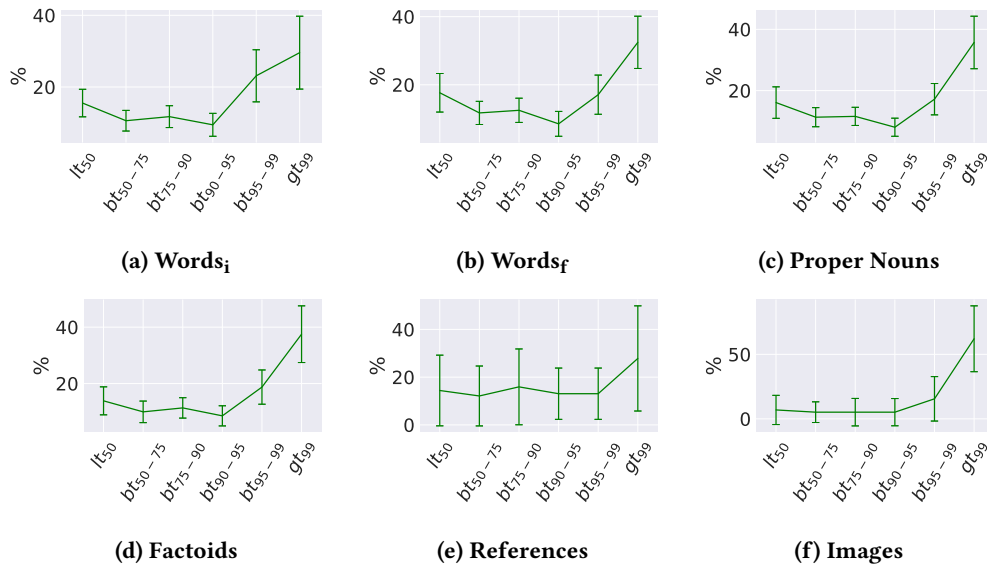 40
20
%
lt50
bt50−75
bt75−90
bt90−95
bt95−99
gt99
(a) Wordsi
40
20
%
lt50
bt50−75
bt75−90
bt90−95
bt95−99
gt99
(b) Wordsf
40
20
%
lt50
bt50−75
bt75−90
bt90−95
bt95−99
gt99
(c) Proper Nouns
40
20
%
lt50
bt50−75
bt75−90
bt90−95
bt95−99
gt99
(d) Factoids
40
20
0
%
lt50
bt50−75
bt75−90
bt90−95
bt95−99
gt99
(e) References
50
0
%
lt50
bt50−75
bt75−90
bt90−95
bt95−99
gt99
(f) Images